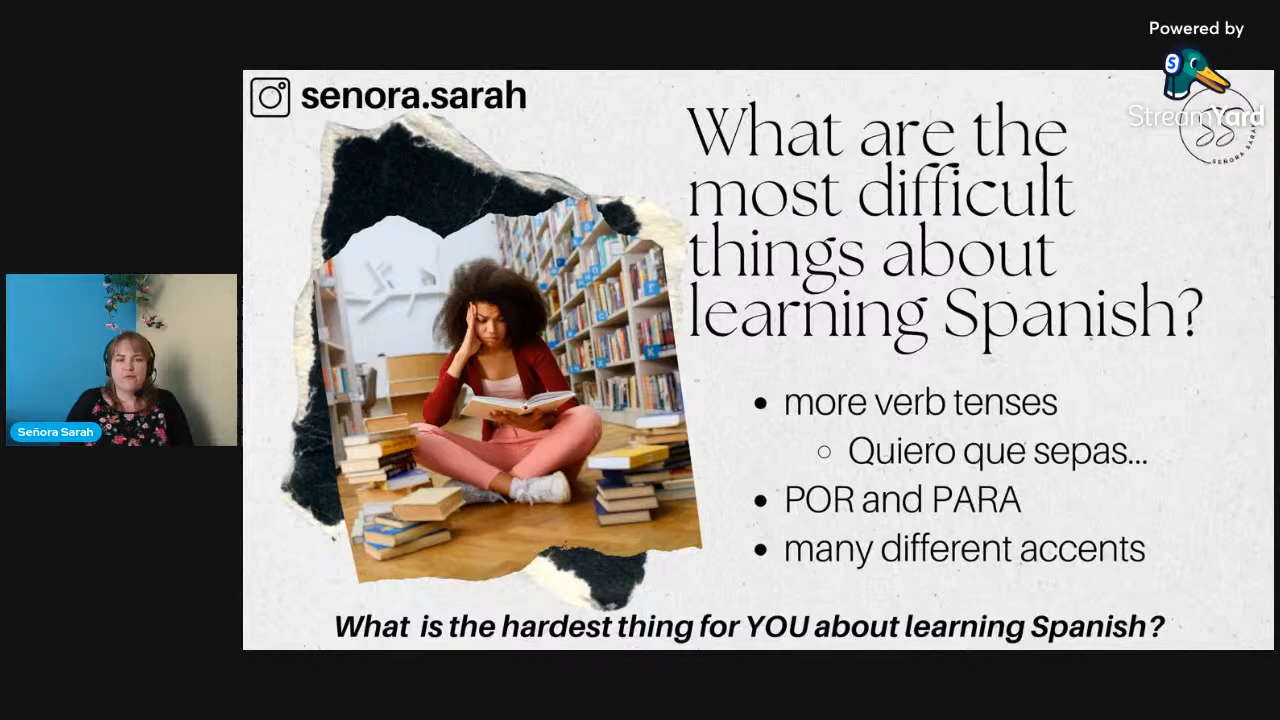 Powered by
StreamYard
senora.sarah
SS
SEÑORA SARAH
What are the
most difficult
things about
learning Spanish?
• more verb tenses
○ Quiero que sepas...
• POR and PARA
• many different accents
Señora Sarah
What is the hardest thing for YOU about learning Spanish?